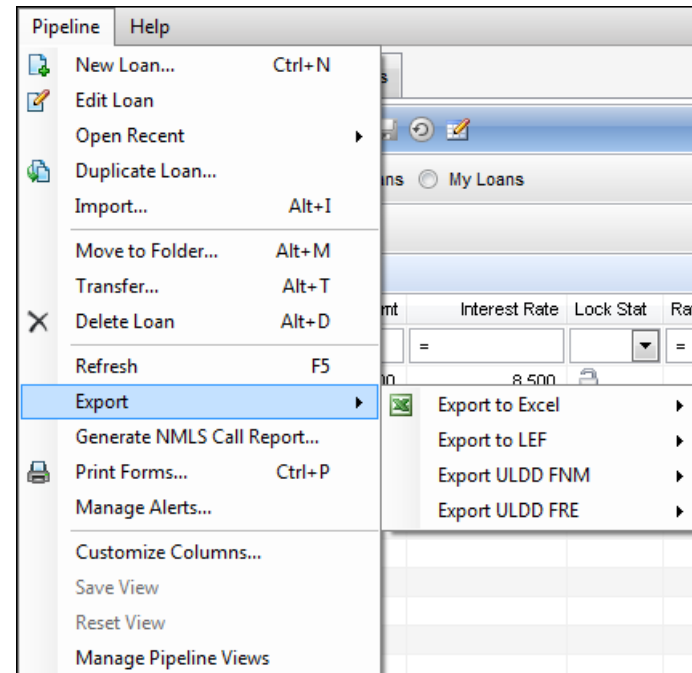 Pipeline Help
New Loan... Ctrl+N
Edit Loan
Open Recent
Duplicate Loan...
My Loans
Import... Alt+I
Move to Folder... Alt+M
Transfer... Alt+T
Interest Rate Lock Stat
Delete Loan Alt+D
= =
Refresh F5
8.500
Export
Export to Excel
Generate NMLS Call Report...
Export to LEF
Print Forms... Ctrl+P
Export ULDD FNM
Manage Alerts...
Export ULDD FRE
Customize Columns...
Save View
Reset View
Manage Pipeline Views